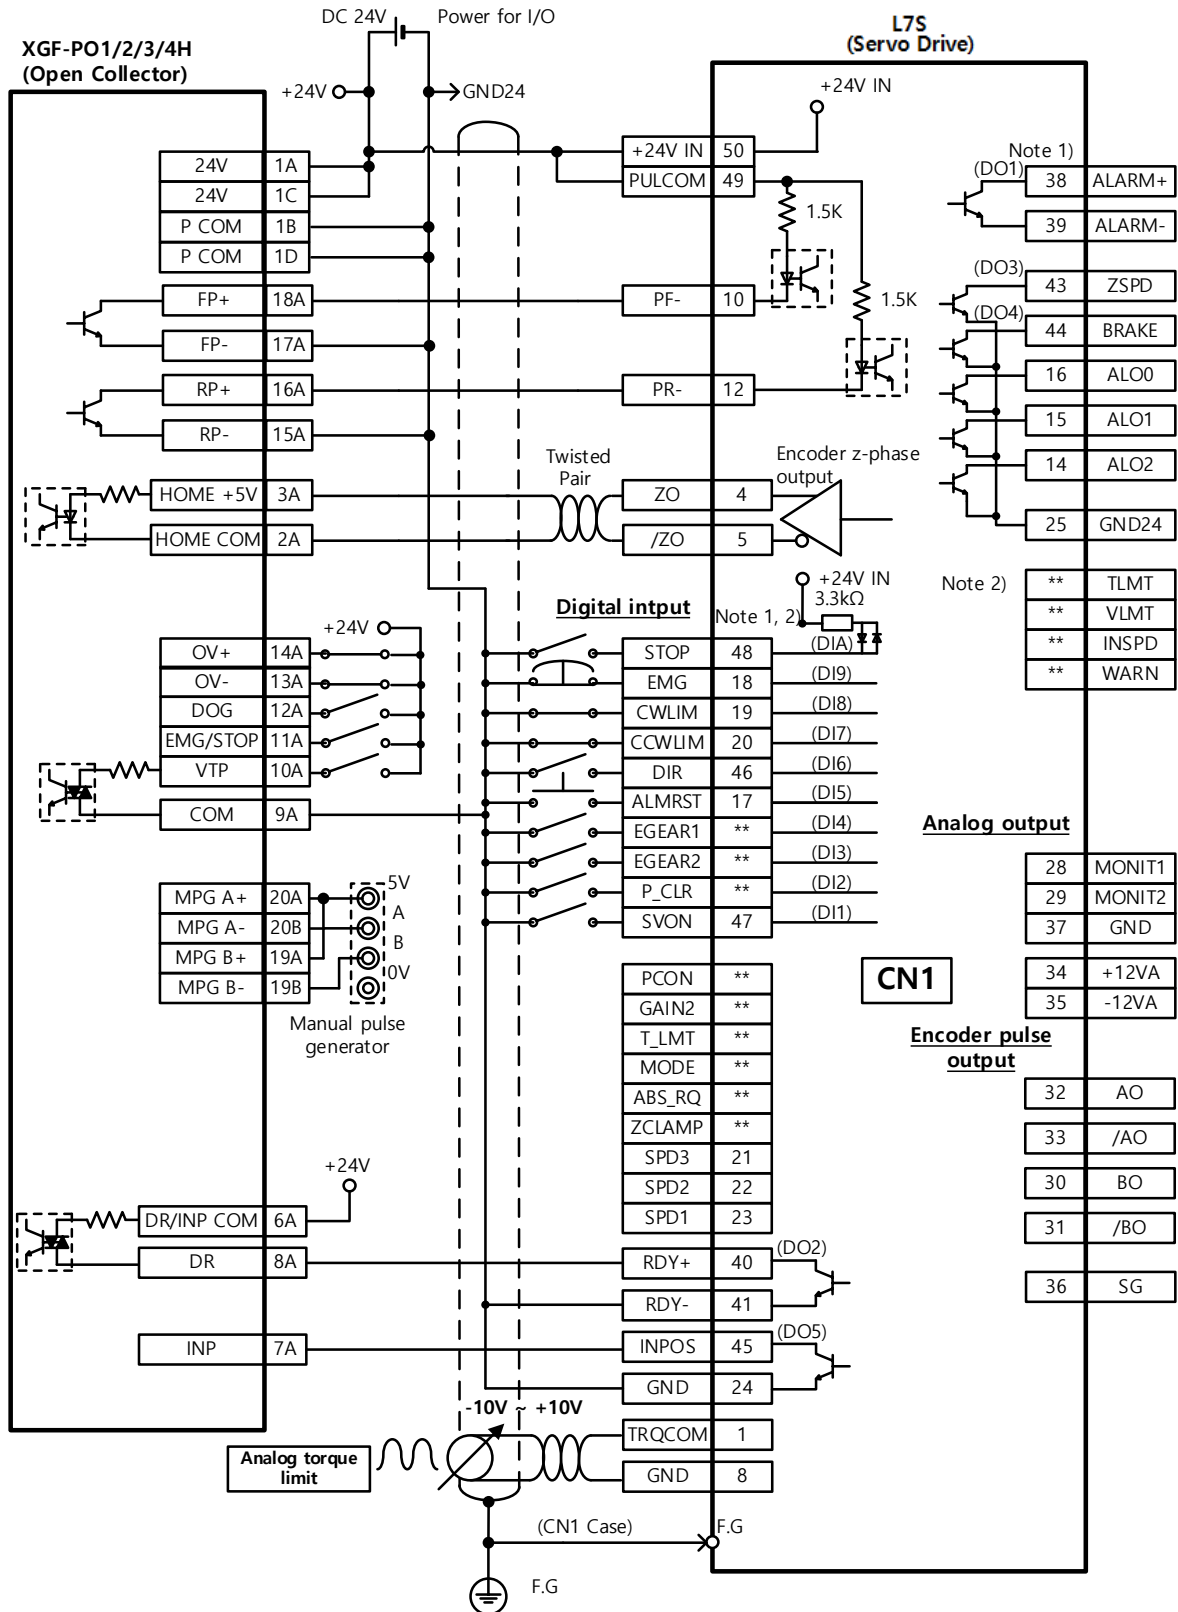 DC 24V
Power for I/O
L7S
(Servo Drive)
XGF-PO1/2/3/4H
(Open Collector)
+24V
GND24
+24V IN
24V 1A
24V 1C
P COM 1B
P COM 1D
FP+ 18A
FP- 17A
RP+ 16A
RP- 15A
HOME +5V 3A
HOME COM 2A
+24V
OV+ 14A
OV- 13A
DOG 12A
EMG/STOP 11A
VTP 10A
COM 9A
MPG A+ 20A
MPG A- 20B
MPG B+ 19A
MPG B- 19B
5V
A
B
0V
Manual pulse
generator
+24V
DR/INP COM 6A
DR 8A
INP 7A
Analog torque
limit
-10V ~ +10V
Twisted
Pair
+24V IN 50
PULCOM 49
1.5K
1.5K
PF- 10
PR- 12
ZO 4
/ZO 5
Encoder z-phase
output
Digital intput
Note 1, 2)
+24V IN
3.3kΩ
STOP 48 (DIA)
EMG 18 (DI9)
CWLIM 19 (DI8)
CCWLIM 20 (DI7)
DIR 46 (DI6)
ALMRST 17 (DI5)
EGEAR1 ** (DI4)
EGEAR2 ** (DI3)
P_CLR ** (DI2)
SVON 47 (DI1)
PCON **
GAIN2 **
T_LMT **
MODE **
ABS_RQ **
ZCLAMP **
SPD3 21
SPD2 22
SPD1 23
RDY+ 40 (DO2)
RDY- 41
INPOS 45 (DO5)
GND 24
TRQCOM 1
GND 8
(CN1 Case)
F.G
F.G
Note 1)
(DO1) 38 ALARM+
39 ALARM-
(DO3) 43 ZSPD
(DO4) 44 BRAKE
16 ALO0
15 ALO1
14 ALO2
25 GND24
Note 2)
** TLMT
** VLMT
** INSPD
** WARN
Analog output
28 MONIT1
29 MONIT2
37 GND
34 +12VA
35 -12VA
CN1
Encoder pulse
output
32 AO
33 /AO
30 BO
31 /BO
36 SG